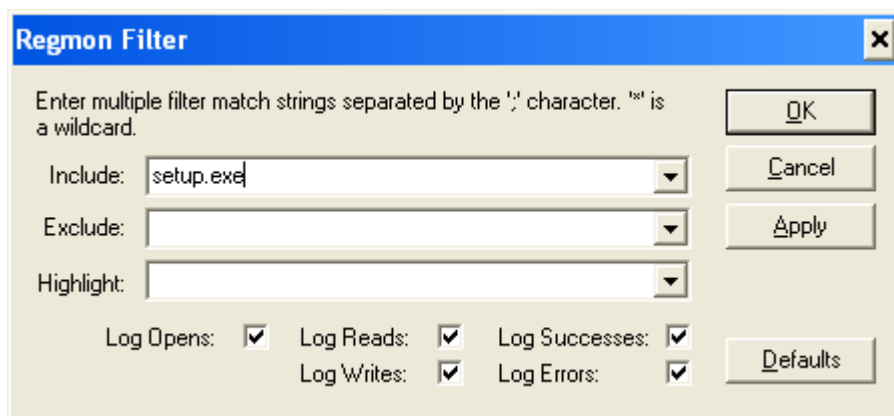 Regmon Filter
Enter multiple filter match strings separated by the ';' character. '*' is
a wildcard.
OK
Include: setup.exe
Cancel
Exclude:
Apply
Highlight:
Log Opens: Log Reads: Log Successes:
Log Writes: Log Errors:
Defaults